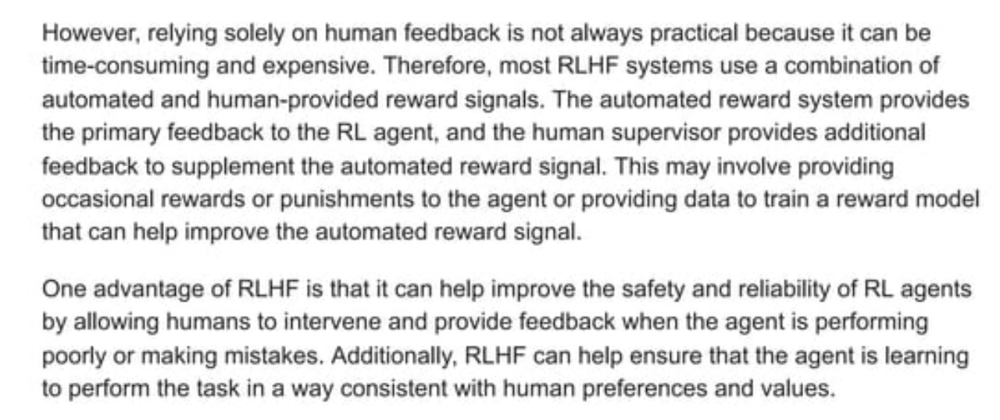 However, relying solely on human feedback is not always practical because it can be
time-consuming and expensive. Therefore, most RLHF systems use a combination of
automated and human-provided reward signals. The automated reward system provides
the primary feedback to the RL agent, and the human supervisor provides additional
feedback to supplement the automated reward signal. This may involve providing
occasional rewards or punishments to the agent or providing data to train a reward model
that can help improve the automated reward signal.
One advantage of RLHF is that it can help improve the safety and reliability of RL agents
by allowing humans to intervene and provide feedback when the agent is performing
poorly or making mistakes. Additionally, RLHF can help ensure that the agent is learning
to perform the task in a way consistent with human preferences and values.